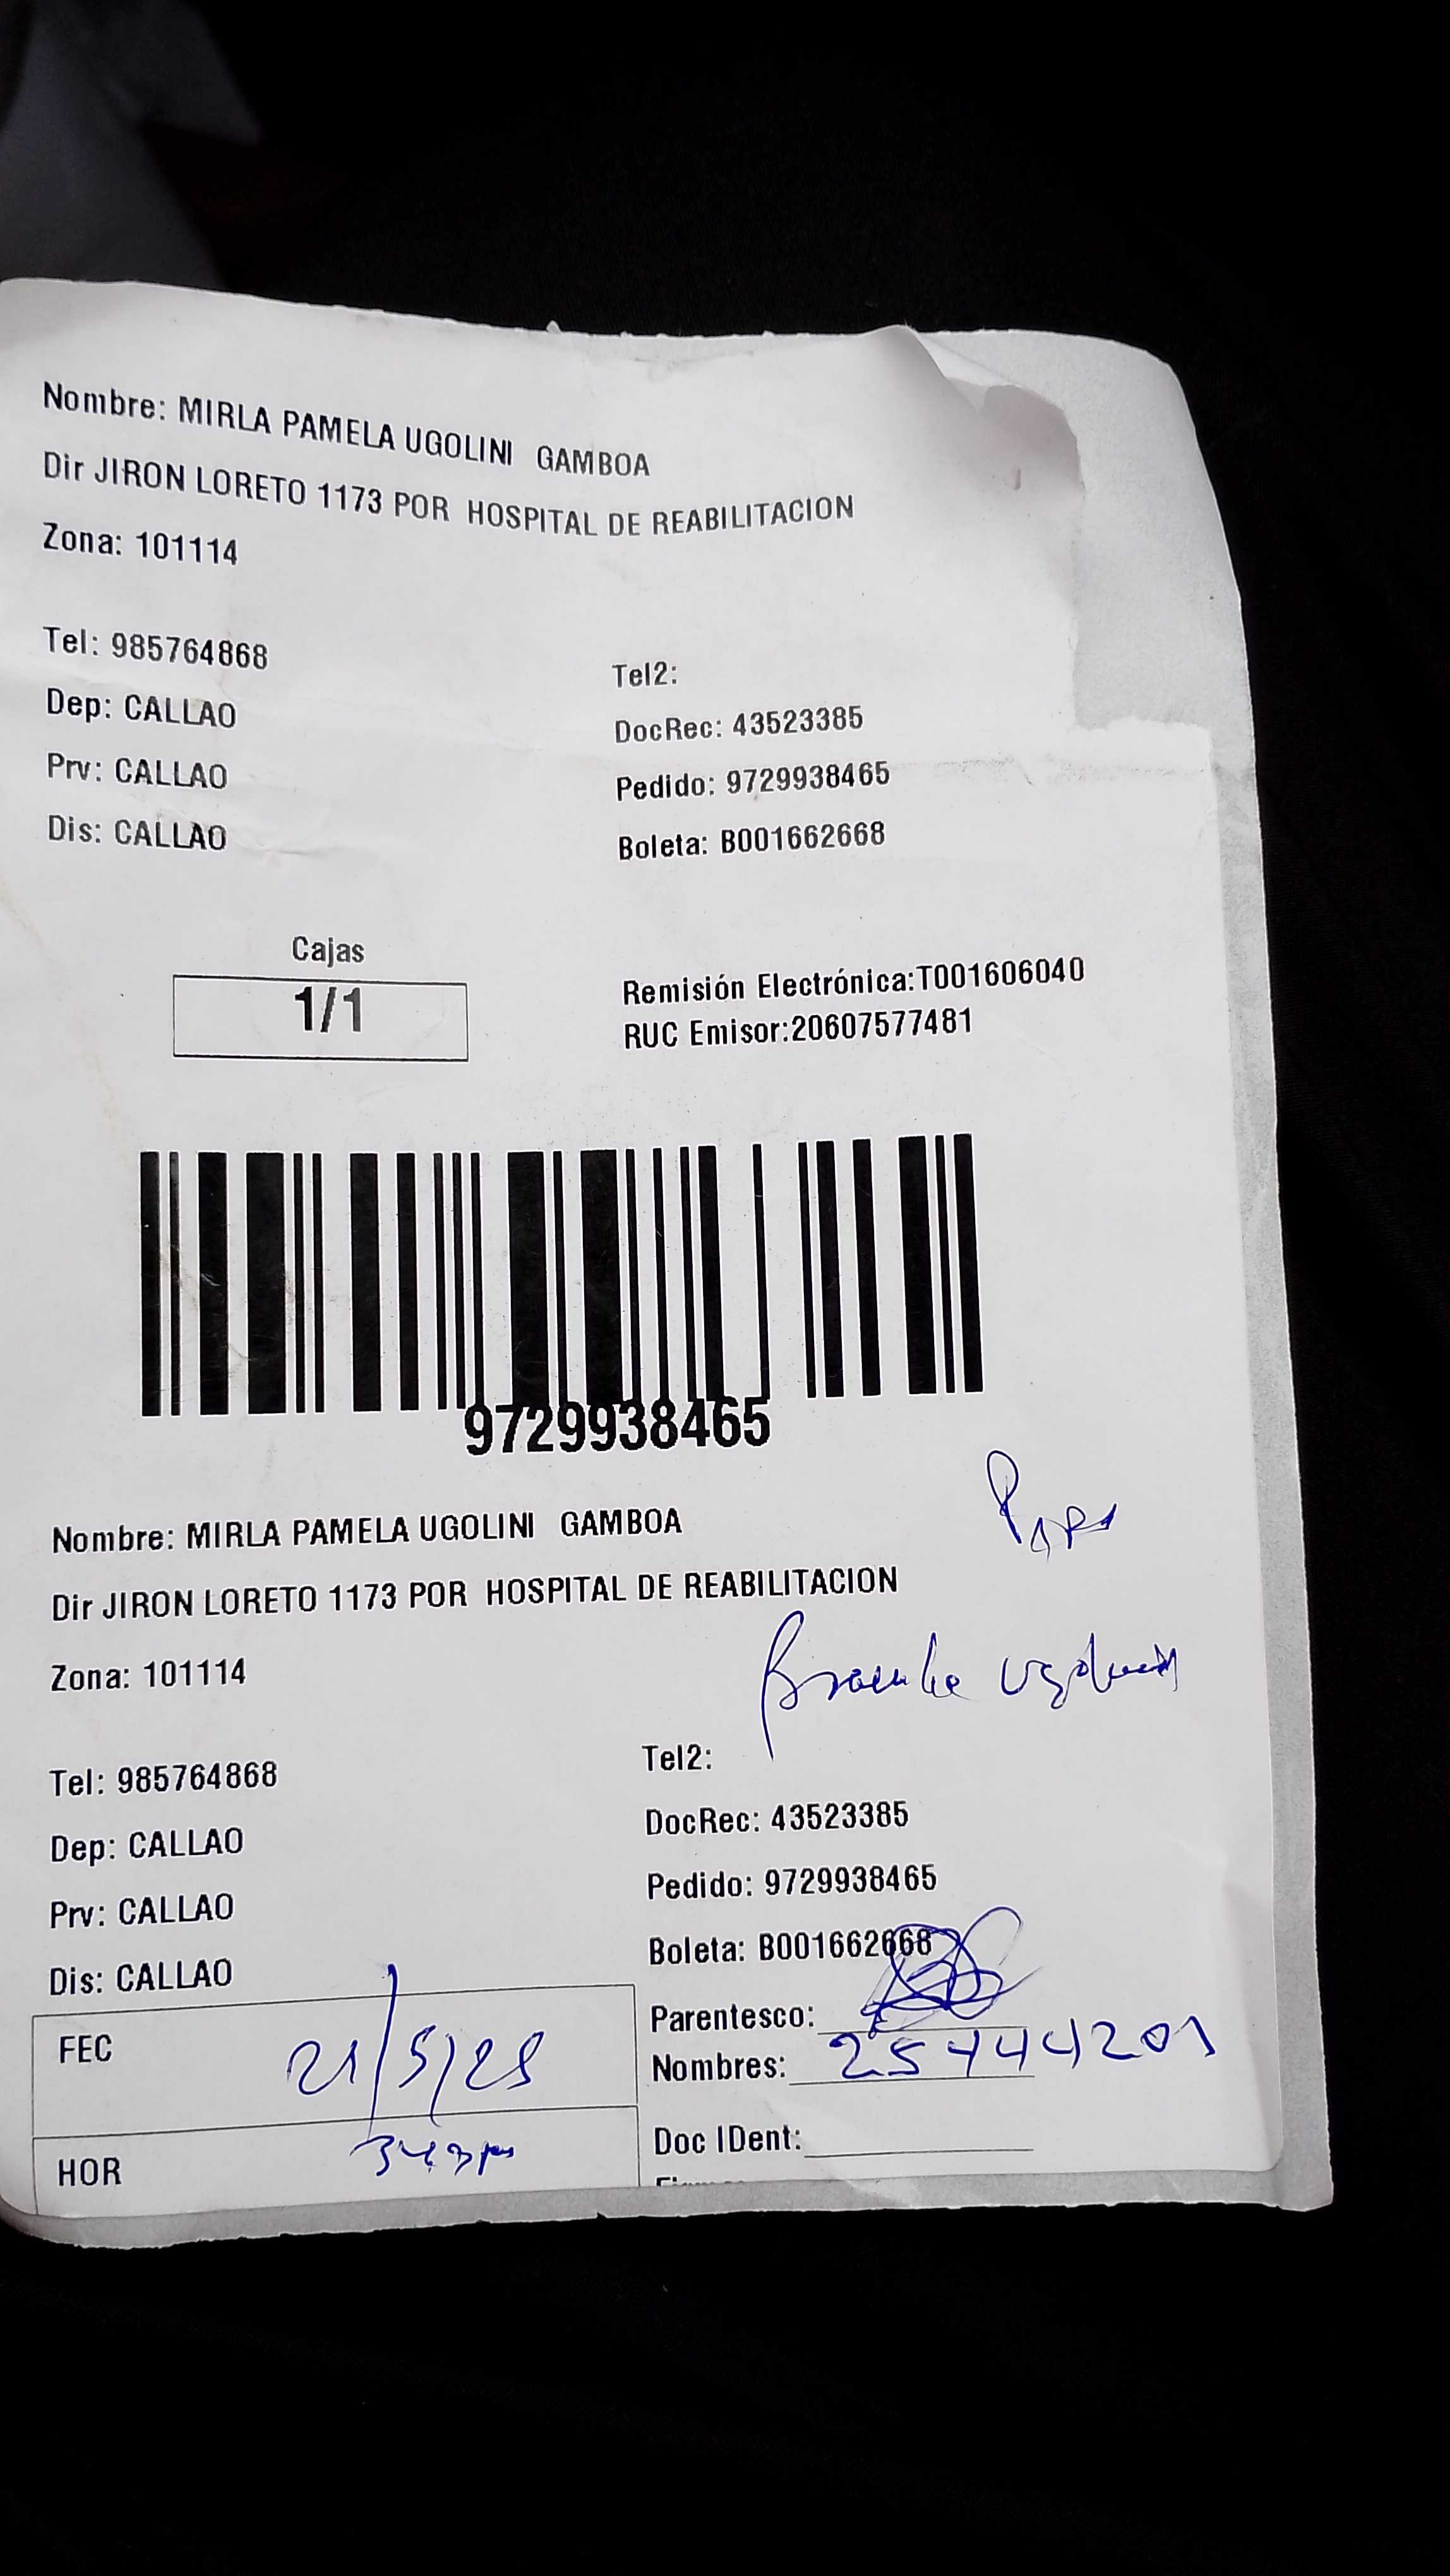 Nombre: MIRLA PAMELA UGOLINI GAMBOA
Dir JIRON LORETO 1173 POR HOSPITAL DE REABILITACION
Zona: 101114
Tel: 985764868
Tel2:
Dep: CALLAO
DocRec: 43523385
Prv: CALLAO
Pedido: 9729938465
Dis: CALLAO
Boleta: B001662668
Cajas
1/1
Remisión Electrónica:T001606040
RUC Emisor:20607577481
9729938465
Nombre: MIRLA PAMELA UGOLINI GAMBOA
Dir JIRON LORETO 1173 POR HOSPITAL DE REABILITACION
Zona: 101114
Tel: 985764868
Tel2:
Dep: CALLAO
DocRec: 43523385
Prv: CALLAO
Pedido: 9729938465
Dis: CALLAO
Boleta: B001662668
Parentesco:
FEC
Nombres: 25444201
Doc IDent:
HOR